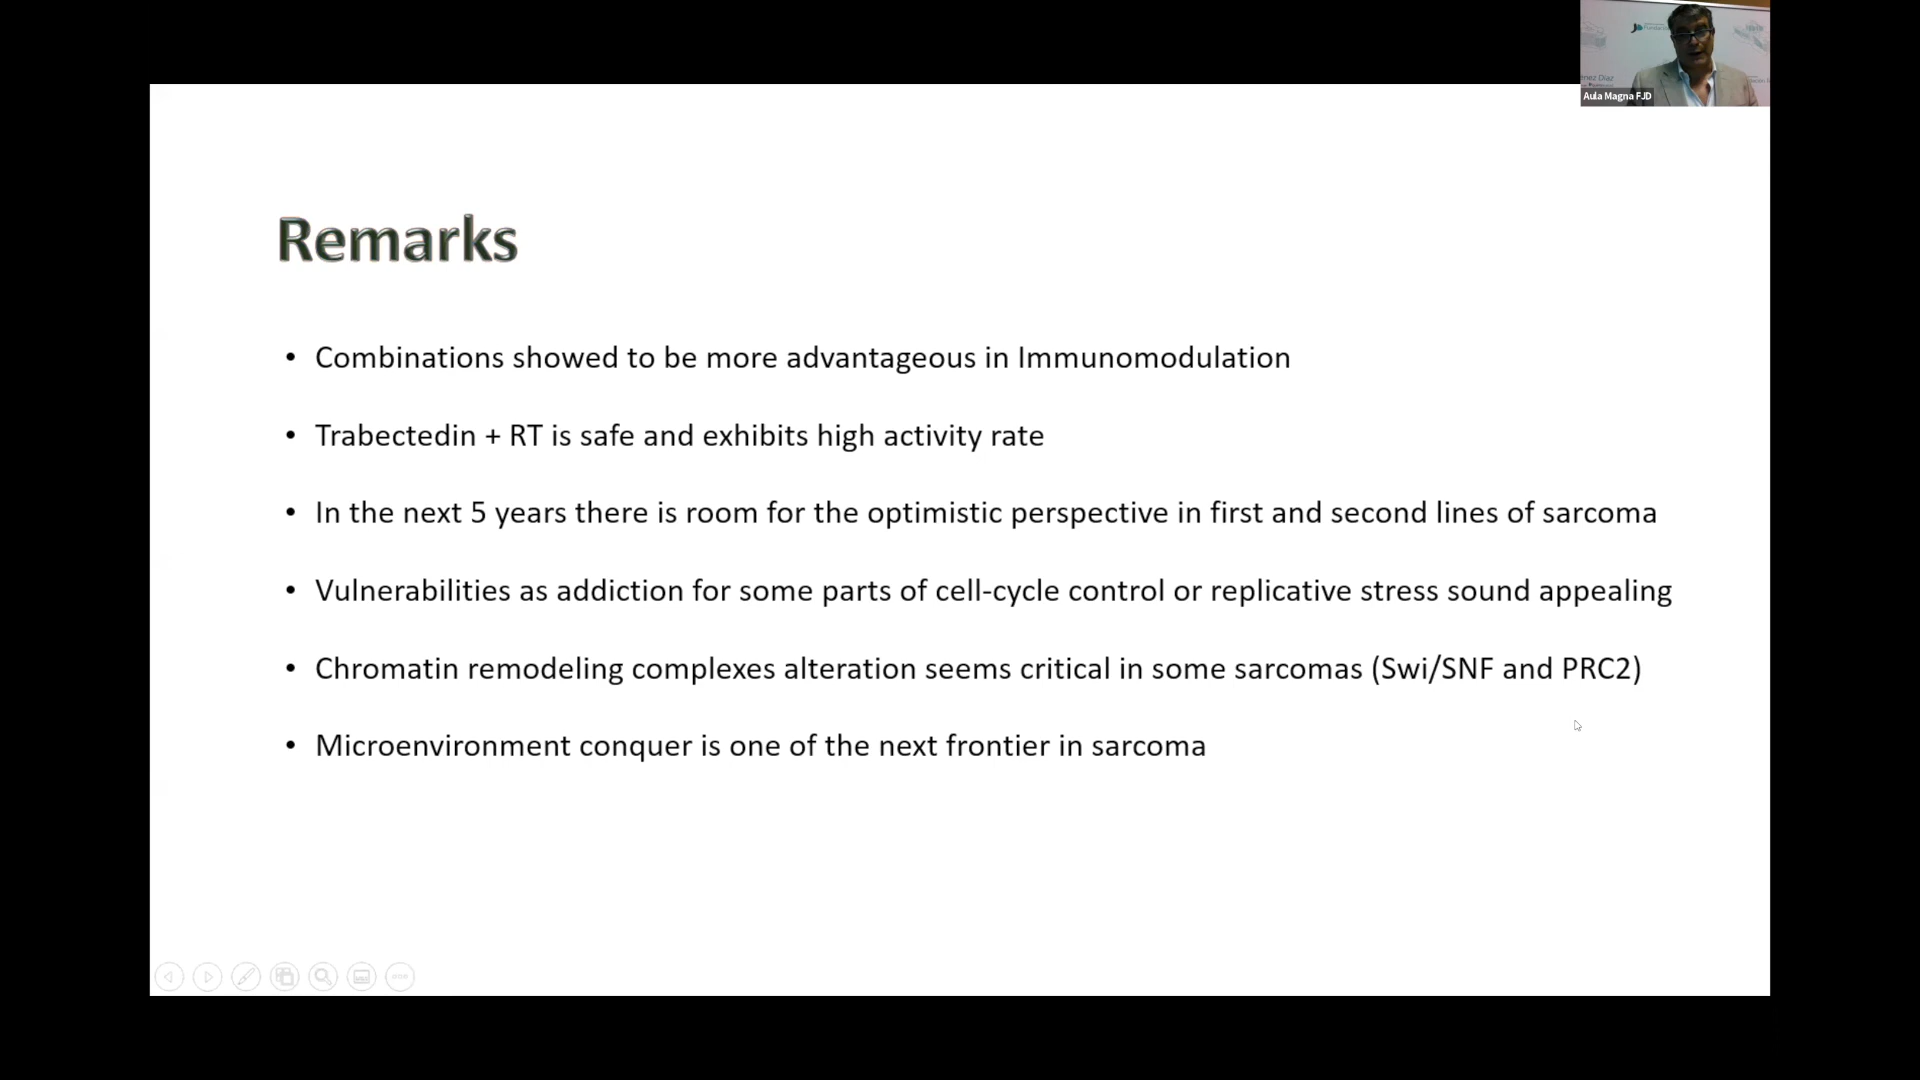 Aula Magna FJD
Remarks
• Combinations showed to be more advantageous in Immunomodulation
• Trabectedin + RT is safe and exhibits high activity rate
• In the next 5 years there is room for the optimistic perspective in first and second lines of sarcoma
• Vulnerabilities as addiction for some parts of cell-cycle control or replicative stress sound appealing
• Chromatin remodeling complexes alteration seems critical in some sarcomas (Swi/SNF and PRC2)
• Microenvironment conquer is one of the next frontier in sarcoma